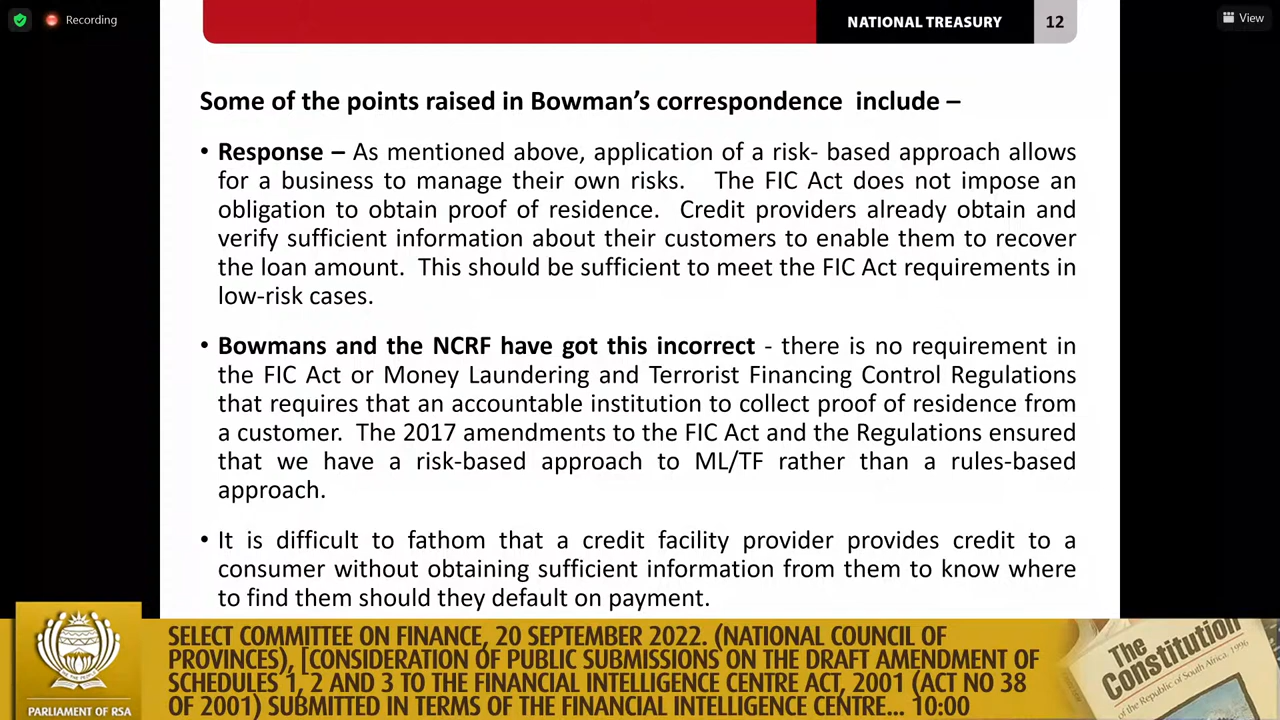 Recording
NATIONAL TREASURY 12
View
Some of the points raised in Bowman's correspondence include –
• Response – As mentioned above, application of a risk- based approach allows
for a business to manage their own risks. The FIC Act does not impose an
obligation to obtain proof of residence. Credit providers already obtain and
verify sufficient information about their customers to enable them to recover
the loan amount. This should be sufficient to meet the FIC Act requirements in
low-risk cases.
• Bowmans and the NCRF have got this incorrect - there is no requirement in
the FIC Act or Money Laundering and Terrorist Financing Control Regulations
that requires that an accountable institution to collect proof of residence from
a customer. The 2017 amendments to the FIC Act and the Regulations ensured
that we have a risk-based approach to ML/TF rather than a rules-based
approach.
• It is difficult to fathom that a credit facility provider provides credit to a
consumer without obtaining sufficient information from them to know where
to find them should they default on payment.
SELECT COMMITTEE ON FINANCE, 20 SEPTEMBER 2022. (NATIONAL COUNCIL OF
PROVINCES), [CONSIDERATION OF PUBLIC SUBMISSIONS ON THE DRAFT AMENDMENT OF
SCHEDULES 1, 2 AND 3 TO THE FINANCIAL INTELLIGENCE CENTRE ACT, 2001 (ACT NO 38
OF 2001) SUBMITTED IN TERMS OF THE FINANCIAL INTELLIGENCE CENTRE... 10:00
PARLIAMENT OF RSA
The
Constitution
of the Republic of South Africa, 1996